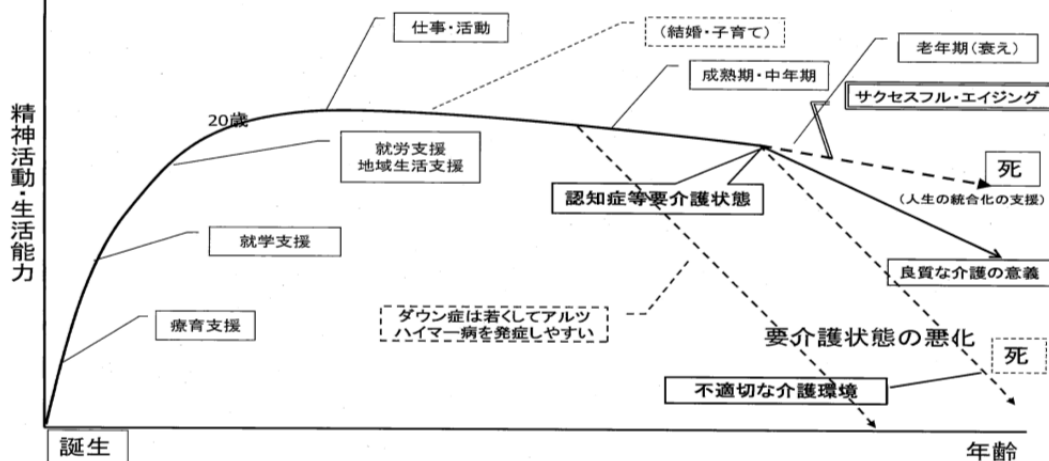 仕事・活動
(結婚・子育て)
老年期(衰え)
成熟期・中年期
サクセスフル・エイジング
精神活動・生活能力
20歳
就労支援
地域生活支援
死
認知症等要介護状態
(人生の統合化の支援)
就学支援
良質な介護の意義
ダウン症は若くしてアルツ
ハイマー病を発症しやすい
療育支援
要介護状態の悪化
死
不適切な介護環境
誕生
年齢